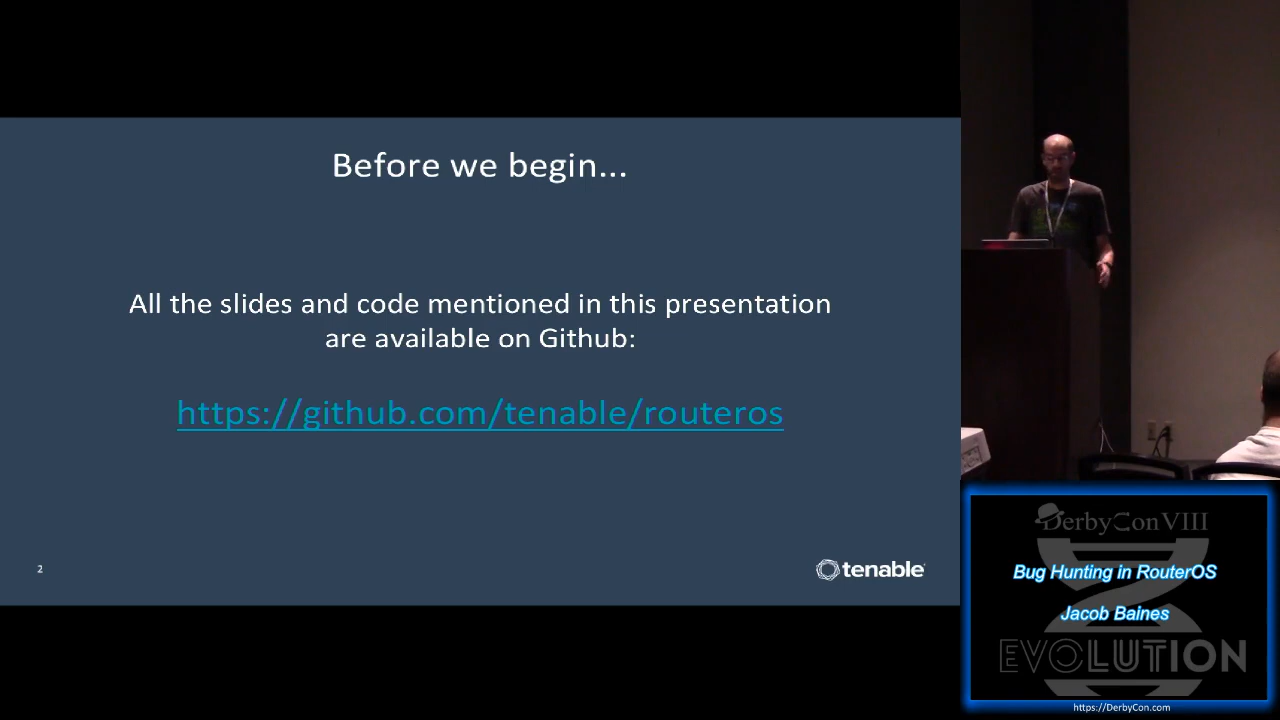 Before we begin...
All the slides and code mentioned in this presentation
are available on Github:
https://github.com/tenable/routeros
2
tenable
DerbyCon VIII
Bug Hunting in RouterOS
Jacob Baines
EVOLUTION
https://DerbyCon.com